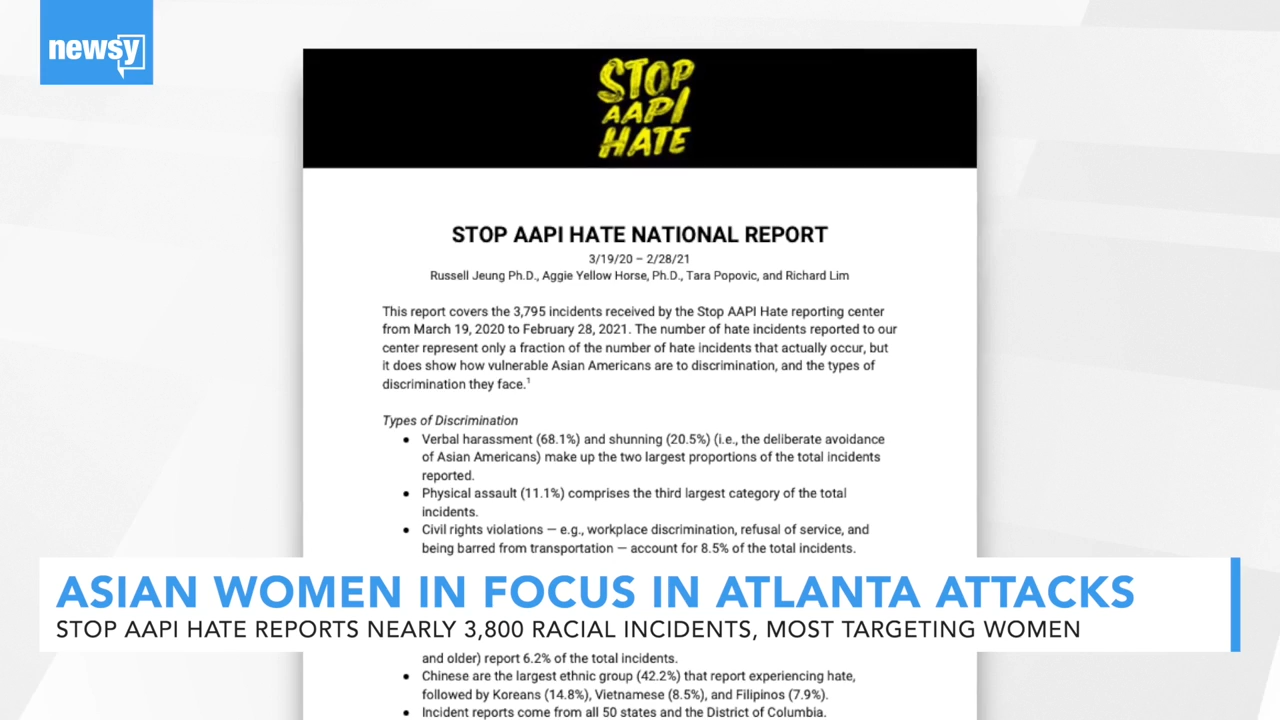 newsy
STOP
AAPI
HATE
STOP AAPI HATE NATIONAL REPORT
3/19/20 – 2/28/21
Russell Jeung Ph.D., Aggie Yellow Horse, Ph.D., Tara Popovic, and Richard Lim
This report covers the 3,795 incidents received by the Stop AAPI Hate reporting center
from March 19, 2020 to February 28, 2021. The number of hate incidents reported to our
center represent only a fraction of the number of hate incidents that actually occur, but
it does show how vulnerable Asian Americans are to discrimination, and the types of
discrimination they face.¹
Types of Discrimination
● Verbal harassment (68.1%) and shunning (20.5%) (i.e., the deliberate avoidance
of Asian Americans) make up the two largest proportions of the total incidents
reported.
● Physical assault (11.1%) comprises the third largest category of the total
incidents.
● Civil rights violations — e.g., workplace discrimination, refusal of service, and
being barred from transportation — account for 8.5% of the total incidents.
ASIAN WOMEN IN FOCUS IN ATLANTA ATTACKS
STOP AAPI HATE REPORTS NEARLY 3,800 RACIAL INCIDENTS, MOST TARGETING WOMEN
and older) report 6.2% of the total incidents.
● Chinese are the largest ethnic group (42.2%) that report experiencing hate,
followed by Koreans (14.8%), Vietnamese (8.5%), and Filipinos (7.9%).
● Incident reports come from all 50 states and the District of Columbia.